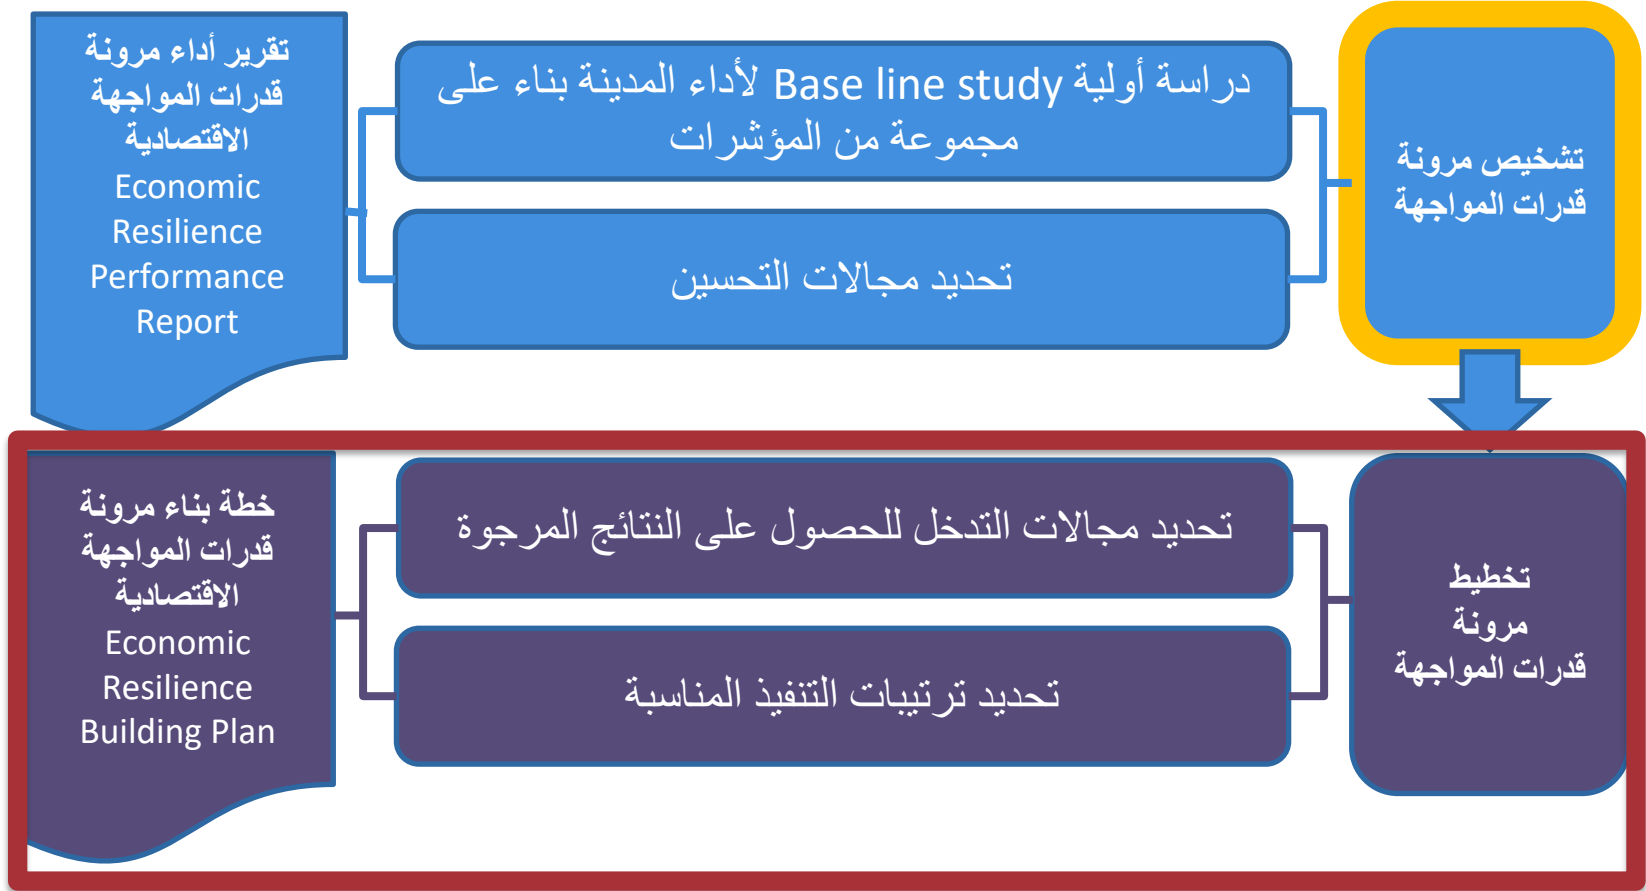 تشخيص مرونة
قدرات المواجهة
دراسة أولية Base line study لأداء المدينة بناء على
مجموعة من المؤشرات
تحديد مجالات التحسين
تقرير أداء مرونة
قدرات المواجهة
الاقتصادية
Economic
Resilience
Performance
Report
تخطيط
مرونة
قدرات المواجهة
تحديد مجالات التدخل للحصول على النتائج المرجوة
تحديد ترتيبات التنفيذ المناسبة
خطة بناء مرونة
قدرات المواجهة
الاقتصادية
Economic
Resilience
Building Plan